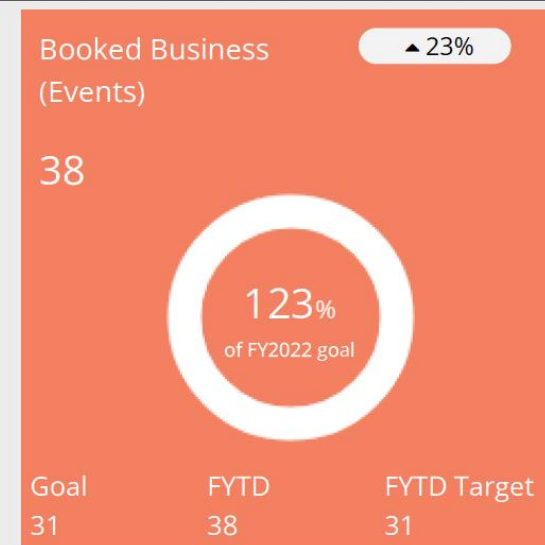 Booked Business
(Events)
▲ 23%
38
123%
of FY2022 goal
Goal
31
FYTD
38
FYTD Target
31